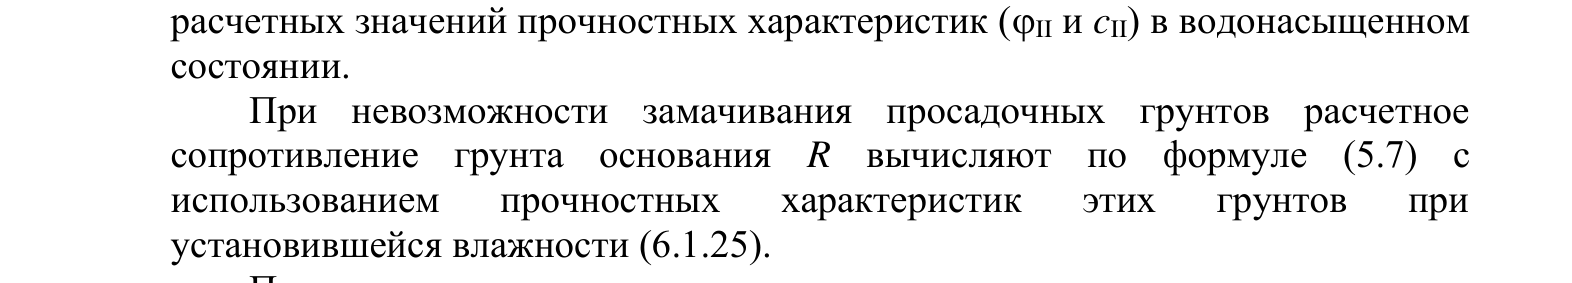 расчетных значений прочностных характеристик (φII и cII) в водонасыщенном
состоянии.
При невозможности замачивания просадочных грунтов расчетное
сопротивление грунта основания R вычисляют по формуле (5.7) с
использованием прочностных характеристик этих грунтов при
установившейся влажности (6.1.25).